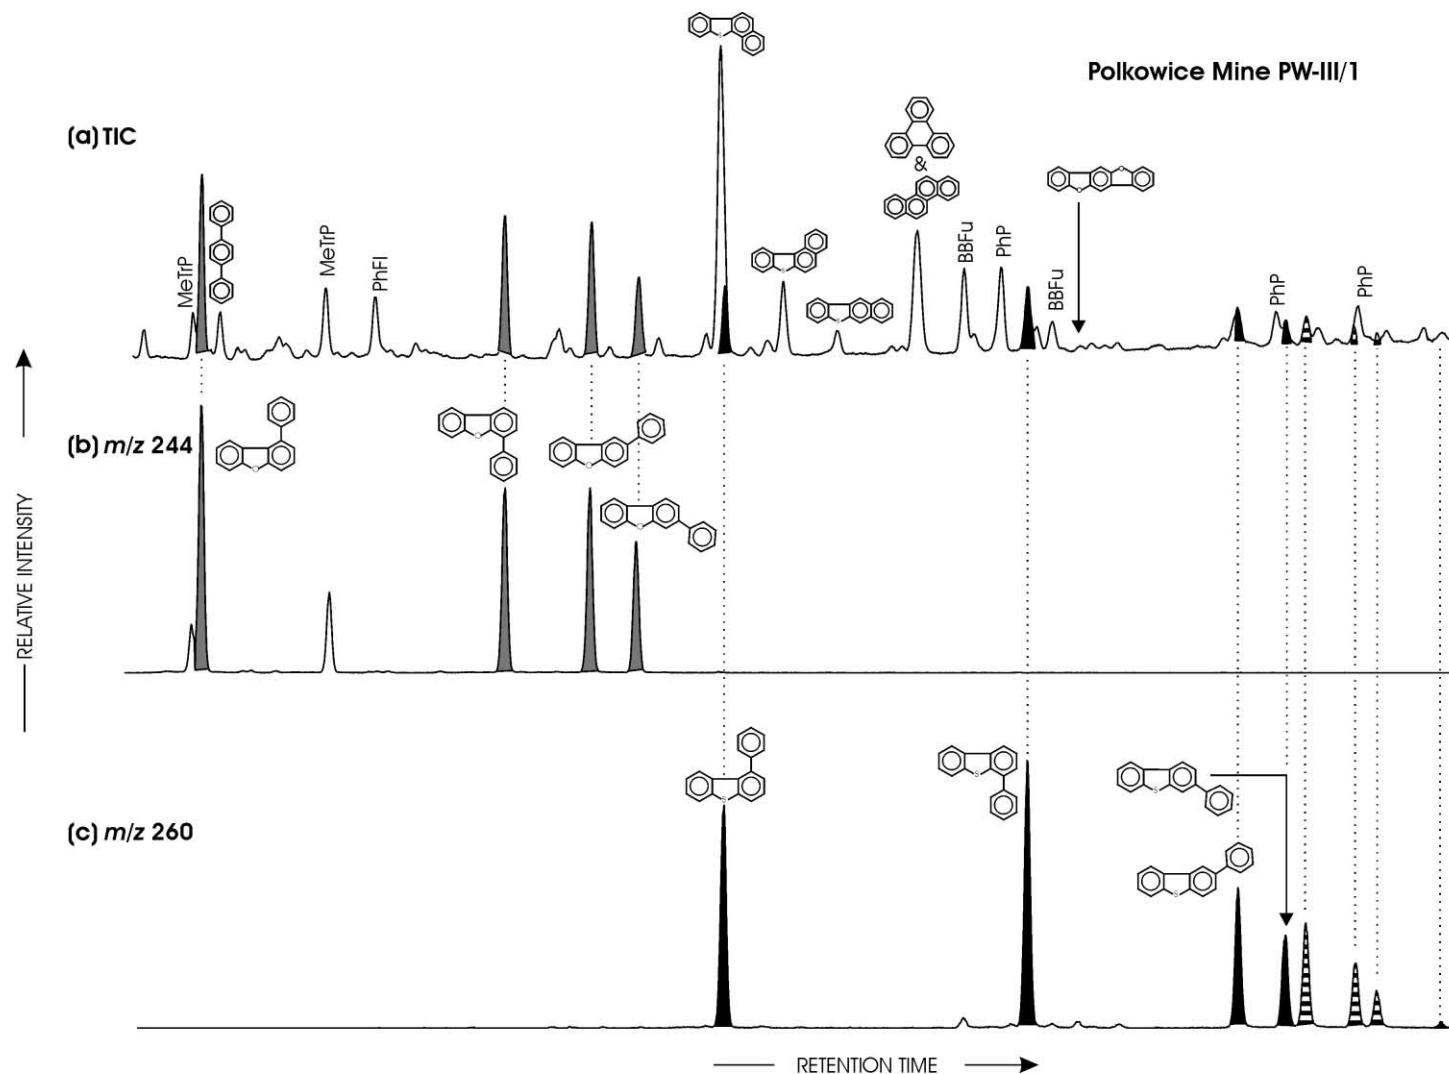 Polkowice Mine PW-III/1
(a) TIC
&
MeTrP
MeTrP
PhFl
BBFu
PhP
BBFu
PhP
PhP
S
S
S
O
O
(b) m/z 244
O
O
O
O
RELATIVE INTENSITY
(c) m/z 260
S
S
S
S
RETENTION TIME